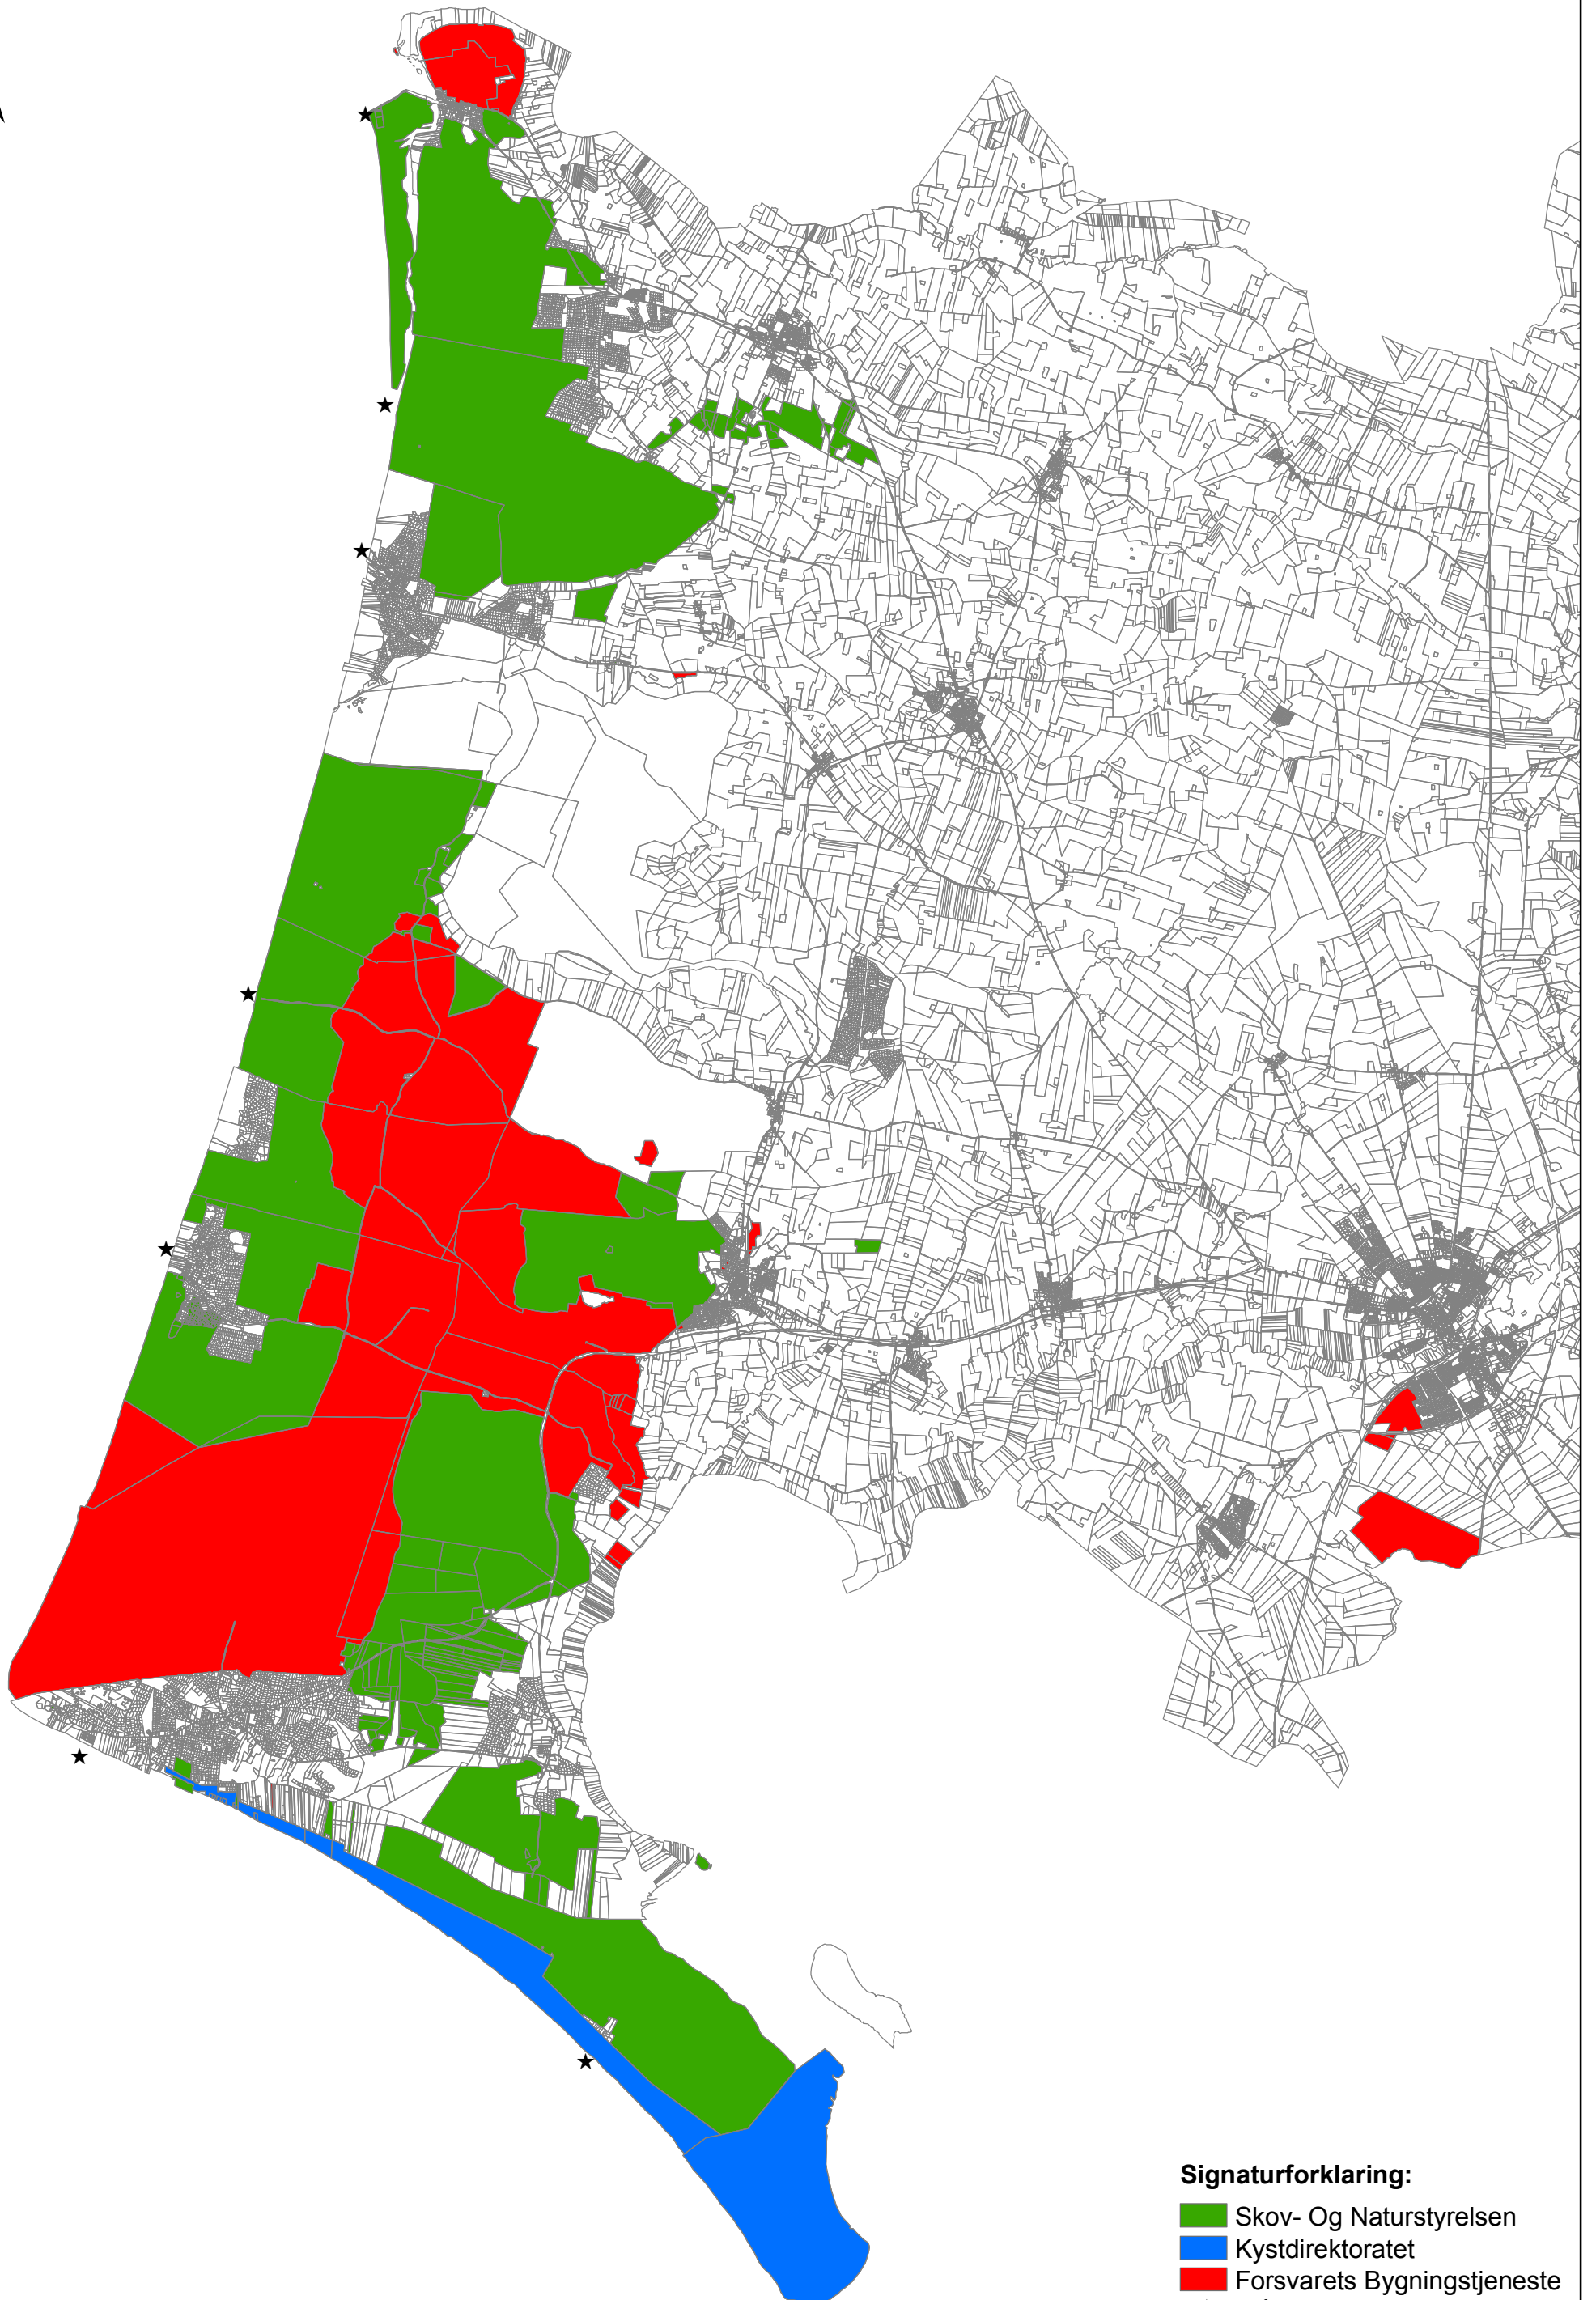 Signaturforklaring:
Skov- Og Naturstyrelsen
Kystdirektoratet
Forsvarets Bygningstjeneste